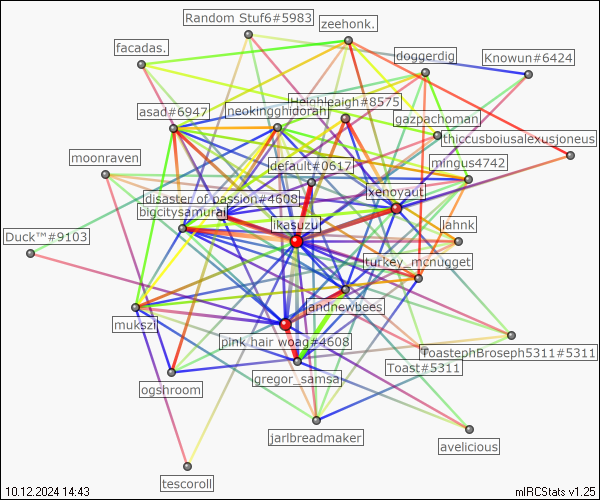 Random Stuf6#5983
zeehonk.
facadas.
doggerdig
Knowun#6424
Heighleaigh#8575
asad#6947
neokingghidorah
gazpachoman
thiccusboiusalexusjoneus
moonraven
default#0617
mingus4742
xenoyaut
disaster of passion#4608
bigcitysamurai
ikasuzu
jahnk
Duck™#9103
turkey_mcnugget
landnewbees
mukszi
pink hair woag#4608
ToastephBroseph5311#5311
Toast#5311
gregor_samsa
ogshroom
jarlbreadmaker
avelicious
tescoroll
10.12.2024 14:43
mIRCStats v1.25